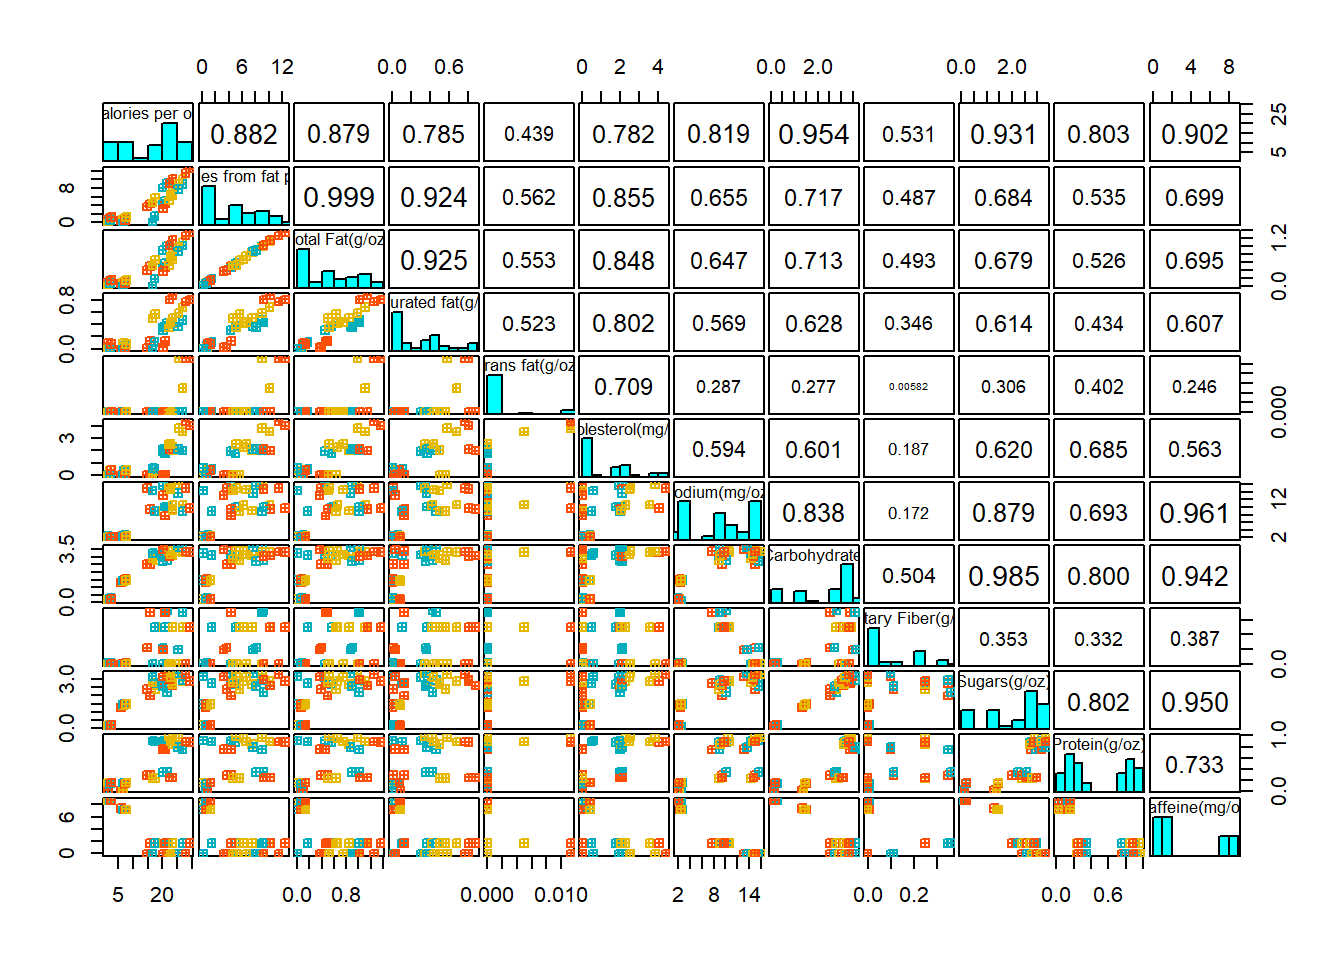 0 6 12 0.0 0.6 0 2 4 0.0 2.0 0.0 2.0 0 4 8
alories per o 0.882 0.879 0.785 0.439 0.782 0.819 0.954 0.531 0.931 0.803 0.902 5 25
0 8 es from fat p 0.999 0.924 0.562 0.855 0.655 0.717 0.487 0.684 0.535 0.699
otal Fat(g/oz 0.925 0.553 0.848 0.647 0.713 0.493 0.679 0.526 0.695 0.0 1.2
0.0 0.8 urated fat(g/ 0.523 0.802 0.569 0.628 0.346 0.614 0.434 0.607
rans fat(g/oz 0.709 0.287 0.277 0.00582 0.306 0.402 0.246 0.000
0 3 olesterol(mg/ 0.594 0.601 0.187 0.620 0.685 0.563
odium(mg/oz 0.838 0.172 0.879 0.693 0.961 2 12
0.0 3.5 Carbohydrate 0.504 0.985 0.800 0.942
tary Fiber(g/ 0.353 0.332 0.387 0.0
0.0 3.0 Sugars(g/oz) 0.802 0.950
Protein(g/oz) 0.733 0.0 1.0
0 6 affeine(mg/o
5 20 0.0 0.8 0.000 0.010 2 8 14 0.0 0.2 0.0 0.6